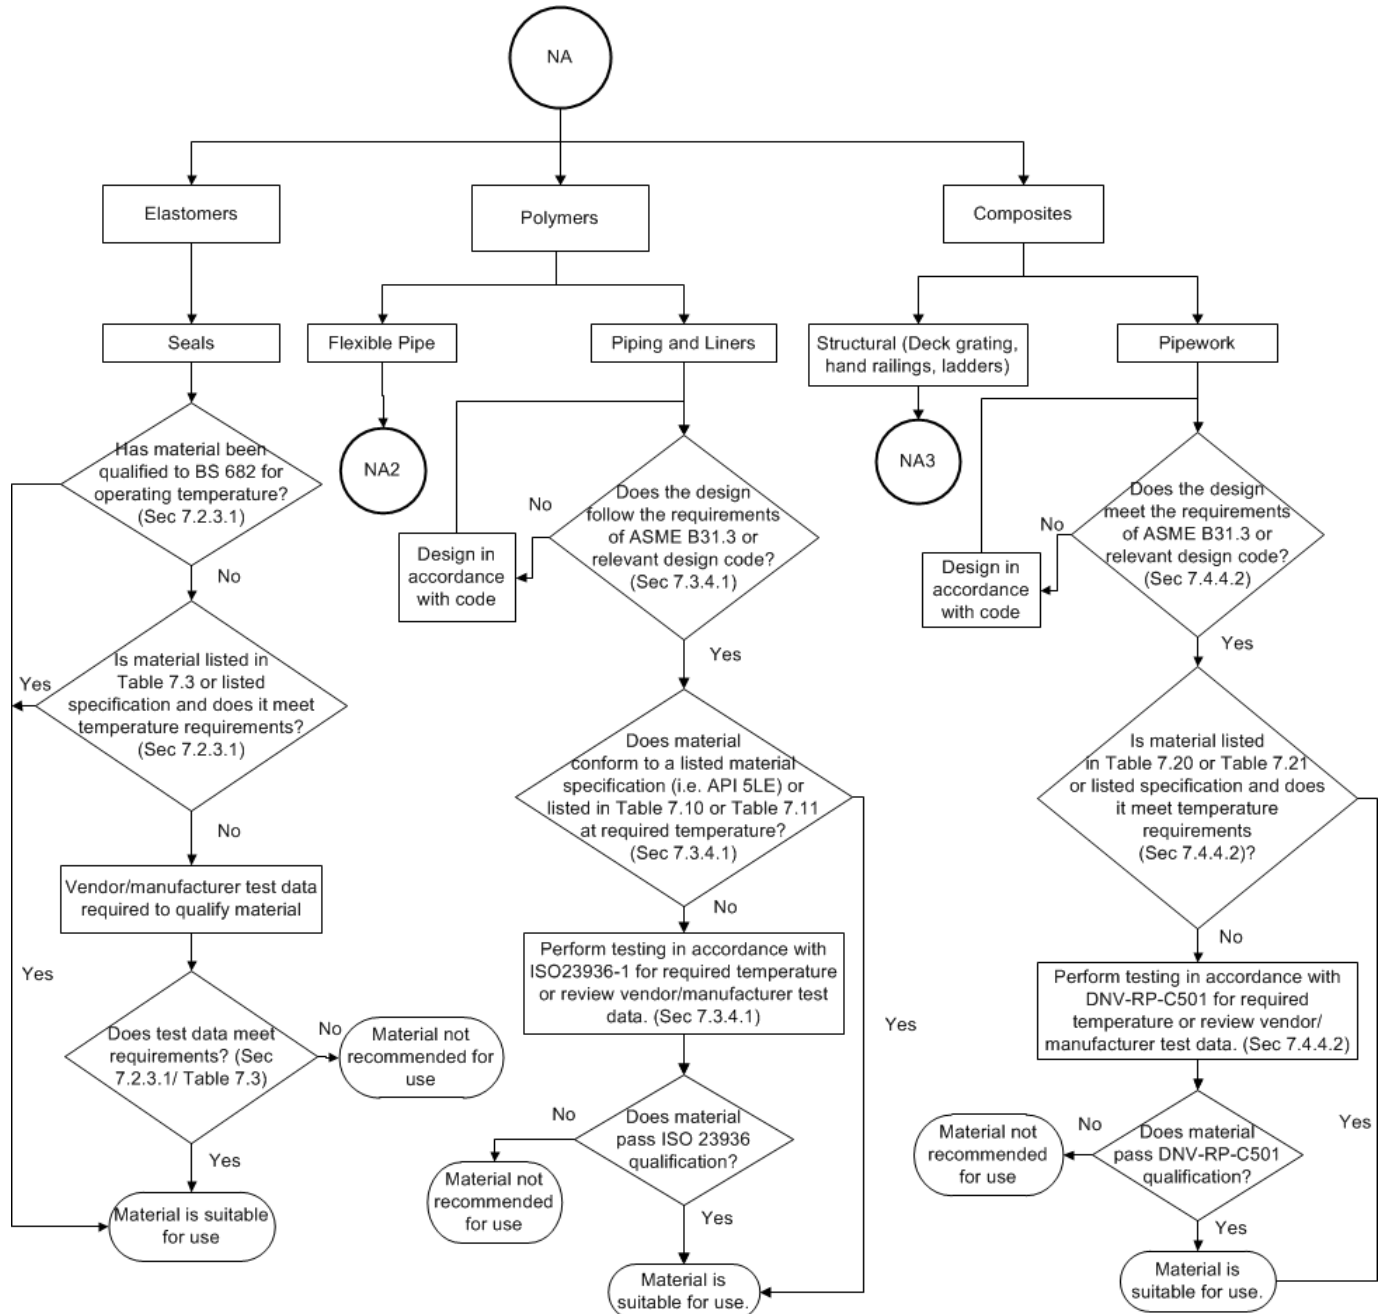 NA
Elastomers
Polymers
Composites
Seals
Flexible Pipe
Piping and Liners
Structural (Deck grating,
hand railings, ladders)
Pipework
Has material been
qualified to BS 682 for
operating temperature?
(Sec 7.2.3.1)
NA2
NA3
No
Is material listed in
Table 7.3 or listed
specification and does it meet
temperature requirements?
(Sec 7.2.3.1)
Yes
No
Vendor/manufacturer test data
required to qualify material
Yes
Does test data meet
requirements? (Sec
7.2.3.1/ Table 7.3)
No
Material not
recommended for
use
Yes
Material is suitable
for use
Does the design
follow the requirements
of ASME B31.3 or
relevant design code?
(Sec 7.3.4.1)
No
Design in
accordance
with code
Yes
Does material
conform to a listed material
specification (i.e. API 5LE) or
listed in Table 7.10 or Table 7.11
at required temperature?
(Sec 7.3.4.1)
No
Perform testing in accordance with
ISO23936-1 for required temperature
or review vendor/manufacturer test
data. (Sec 7.3.4.1)
Yes
Does material
pass ISO 23936
qualification?
No
Material not
recommended
for use
Yes
Material is
suitable for use.
Does the design
meet the requirements
of ASME B31.3 or
relevant design code?
(Sec 7.4.4.2)
No
Design in
accordance
with code
Yes
Is material listed
in Table 7.20 or Table 7.21
or listed specification and does
it meet temperature
requirements
(Sec 7.4.4.2)?
No
Perform testing in accordance with
DNV-RP-C501 for required
temperature or review vendor/
manufacturer test data. (Sec 7.4.4.2)
Yes
Does material
pass DNV-RP-C501
qualification?
No
Material not
recommended
for use
Yes
Material is
suitable for use.